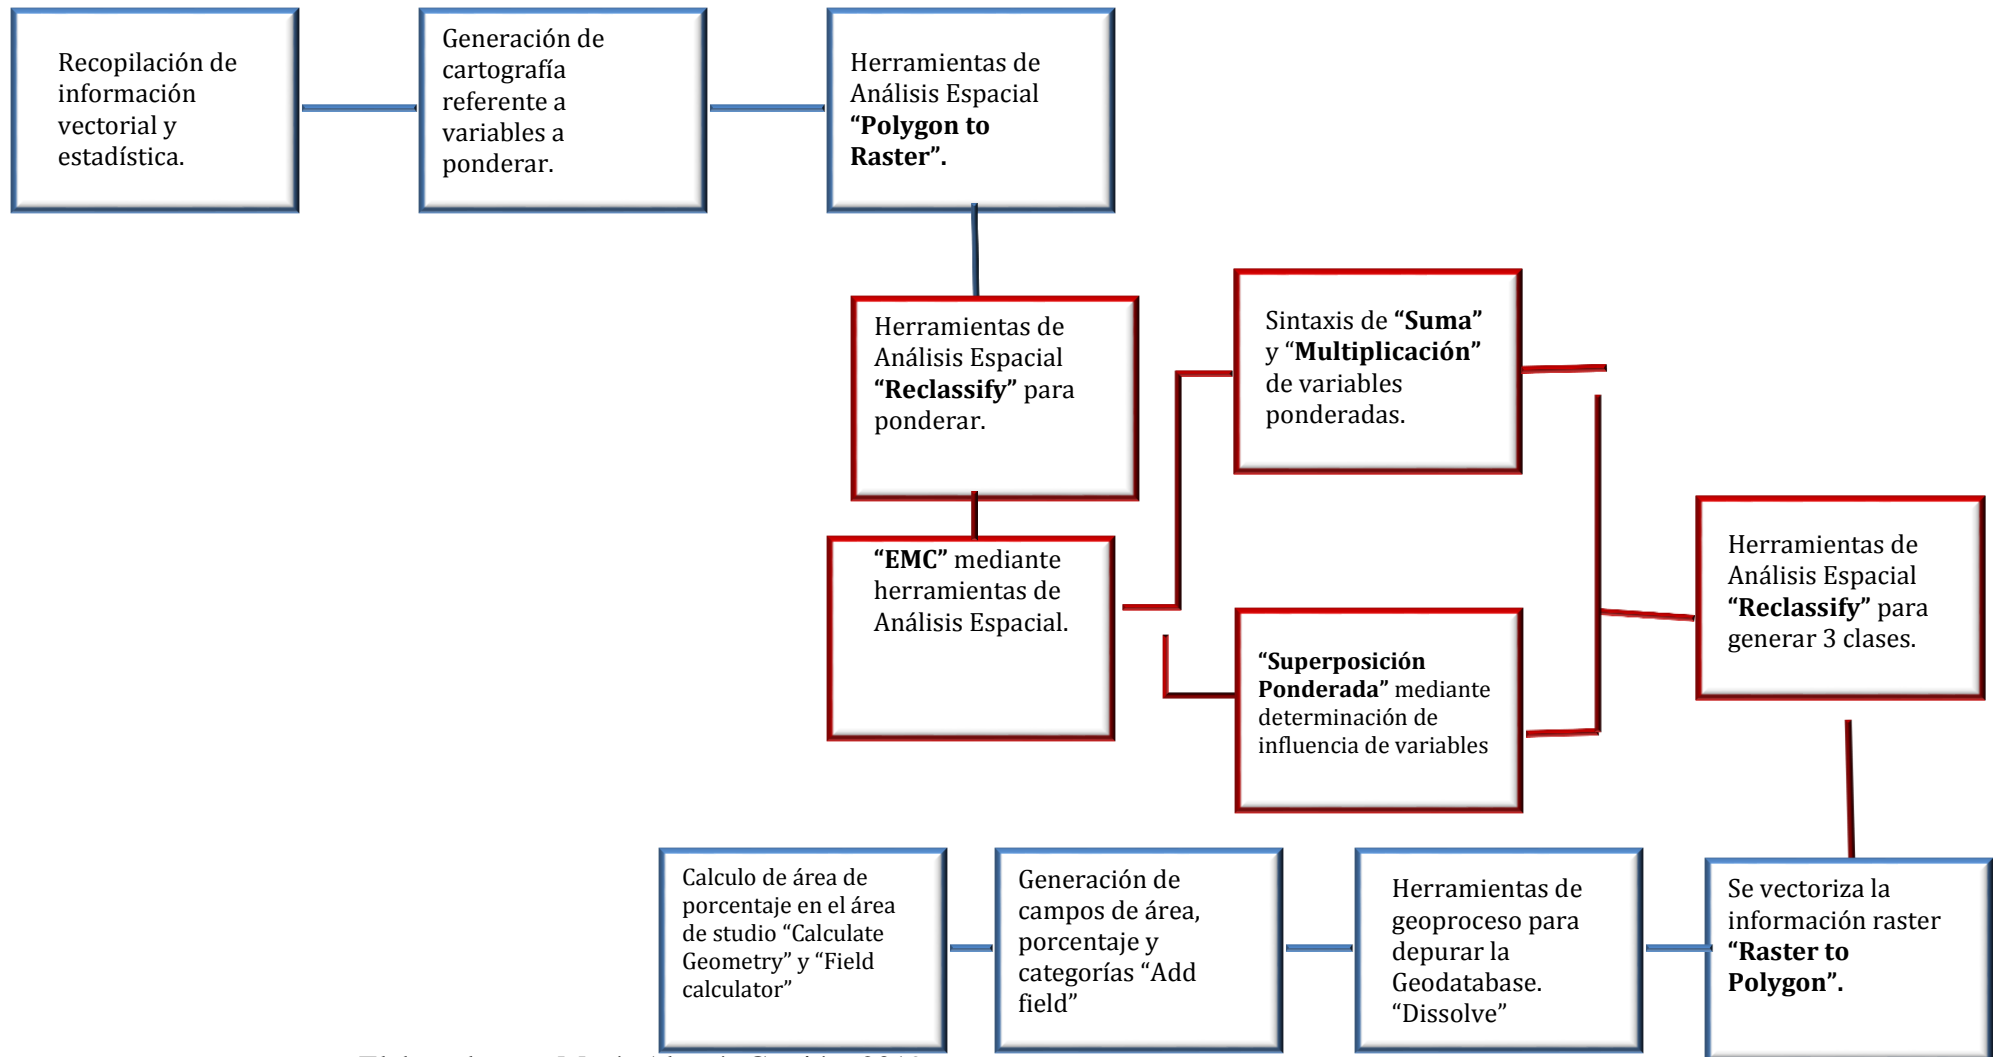 Recopilación de
información
vectorial y
estadística.
Generación de
cartografía
referente a
variables a
ponderar.
Herramientas de
Análisis Espacial
“Polygon to
Raster”.
Herramientas de
Análisis Espacial
“Reclassify” para
ponderar.
“EMC” mediante
herramientas de
Análisis Espacial.
Sintaxis de “Suma”
y “Multiplicación”
de variables
ponderadas.
“Superposición
Ponderada” mediante
determinación de
influencia de variables
Herramientas de
Análisis Espacial
“Reclassify” para
generar 3 clases.
Se vectoriza la
información raster
“Raster to
Polygon”.
Herramientas de
geoproceso para
depurar la
Geodatabase.
“Dissolve”
Generación de
campos de área,
porcentaje y
categorías “Add
field”
Calculo de área de
porcentaje en el área
de studio “Calculate
Geometry” y “Field
calculator”